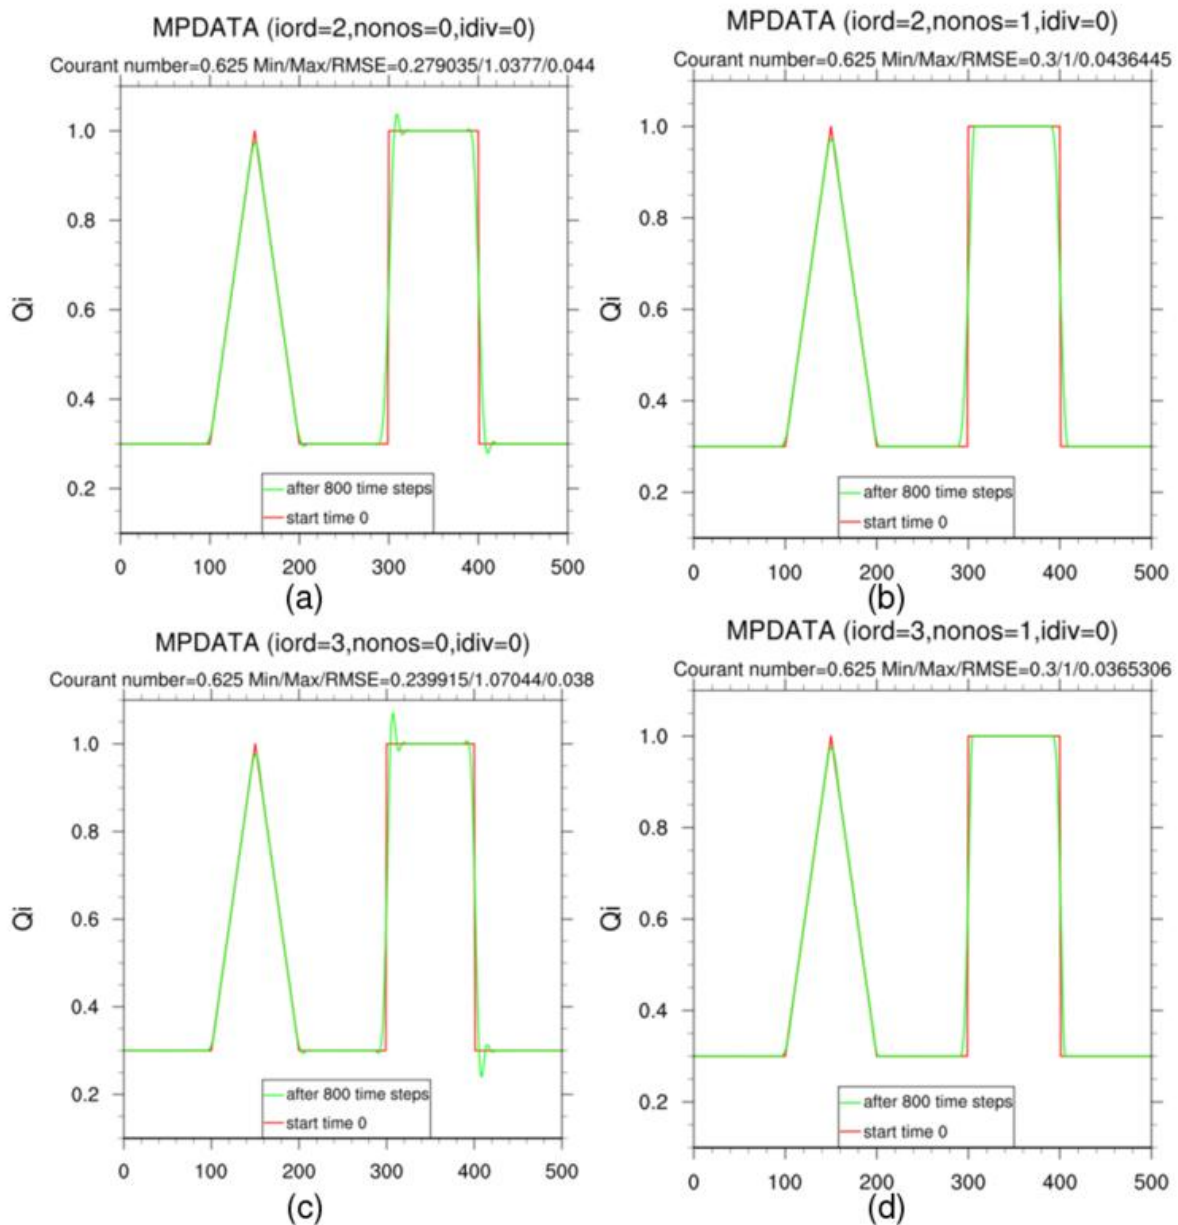 MPDATA (iord=2,nonos=0,idiv=0)
Courant number=0.625 Min/Max/RMSE=0.279035/1.0377/0.044
1.0
0.8
0.6
0.4
0.2
Qi
after 800 time steps
start time 0
0 100 200 300 400 500
(a)
MPDATA (iord=2,nonos=1,idiv=0)
Courant number=0.625 Min/Max/RMSE=0.3/1/0.0436445
1.0
0.8
0.6
0.4
0.2
Qi
after 800 time steps
start time 0
0 100 200 300 400 500
(b)
MPDATA (iord=3,nonos=0,idiv=0)
Courant number=0.625 Min/Max/RMSE=0.239915/1.07044/0.038
1.0
0.8
0.6
0.4
0.2
Qi
after 800 time steps
start time 0
0 100 200 300 400 500
(c)
MPDATA (iord=3,nonos=1,idiv=0)
Courant number=0.625 Min/Max/RMSE=0.3/1/0.0365306
1.0
0.8
0.6
0.4
0.2
Qi
after 800 time steps
start time 0
0 100 200 300 400 500
(d)